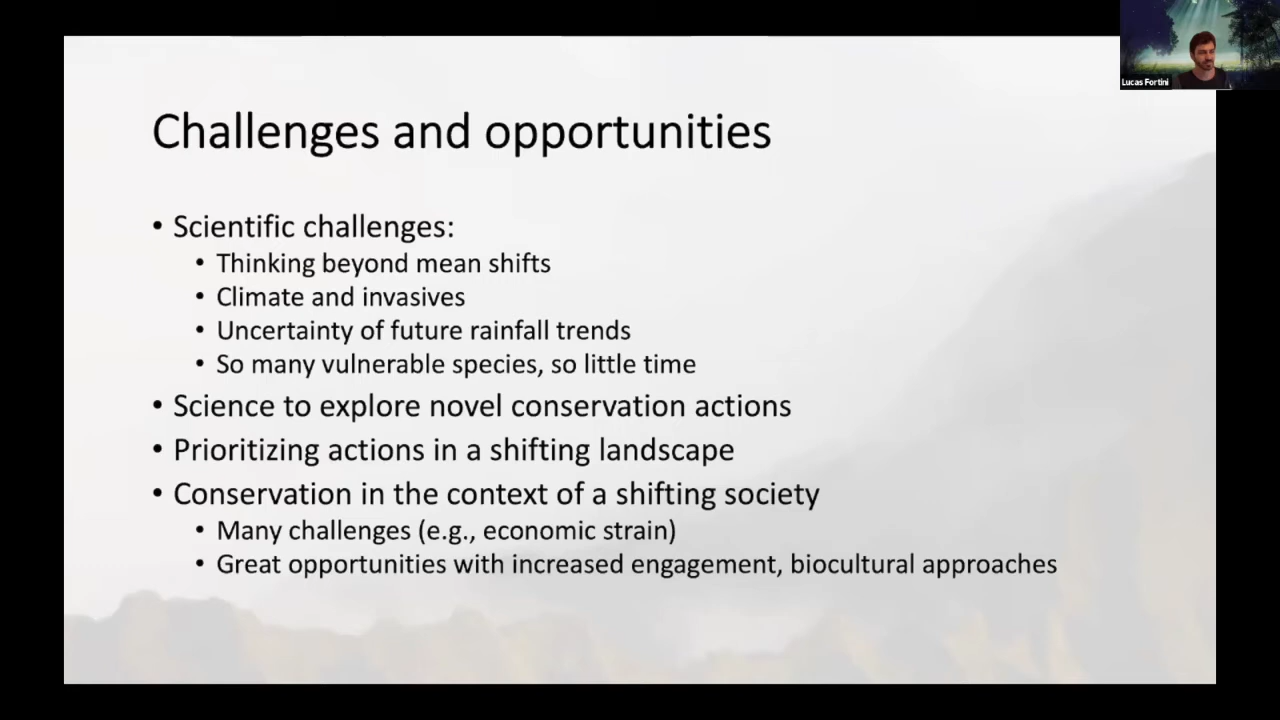 Lucas Fortini
Challenges and opportunities
• Scientific challenges:
• Thinking beyond mean shifts
• Climate and invasives
• Uncertainty of future rainfall trends
• So many vulnerable species, so little time
• Science to explore novel conservation actions
• Prioritizing actions in a shifting landscape
• Conservation in the context of a shifting society
• Many challenges (e.g., economic strain)
• Great opportunities with increased engagement, biocultural approaches